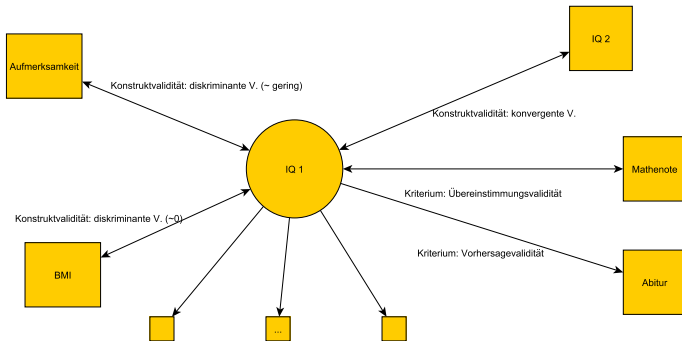 IQ 2
Aufmerksamkeit
Konstruktvalidität: diskriminante V. (~ gering)
Konstruktvalidität: konvergente V.
IQ 1
Mathenote
Kriterium: Übereinstimmungsvalidität
Konstruktvalidität: diskriminante V. (~0)
Kriterium: Vorhersagevalidität
BMI
Abitur
...